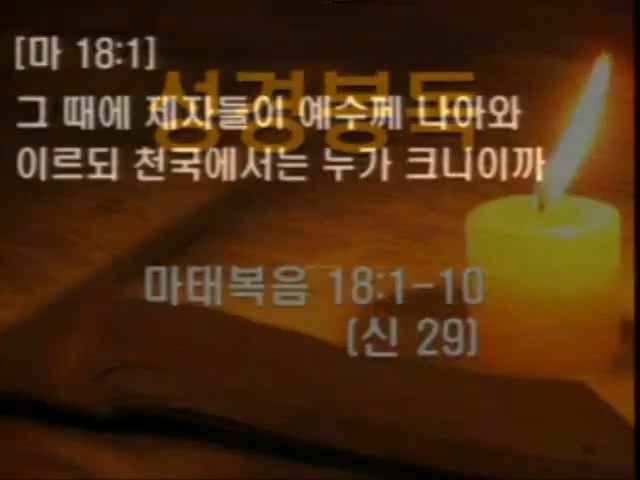 [마 18:1]
성경봉독
그 때에 제자들이 예수께 나아와
이르되 천국에서는 누가 크니이까
마태복음 18:1-10
[신 29]